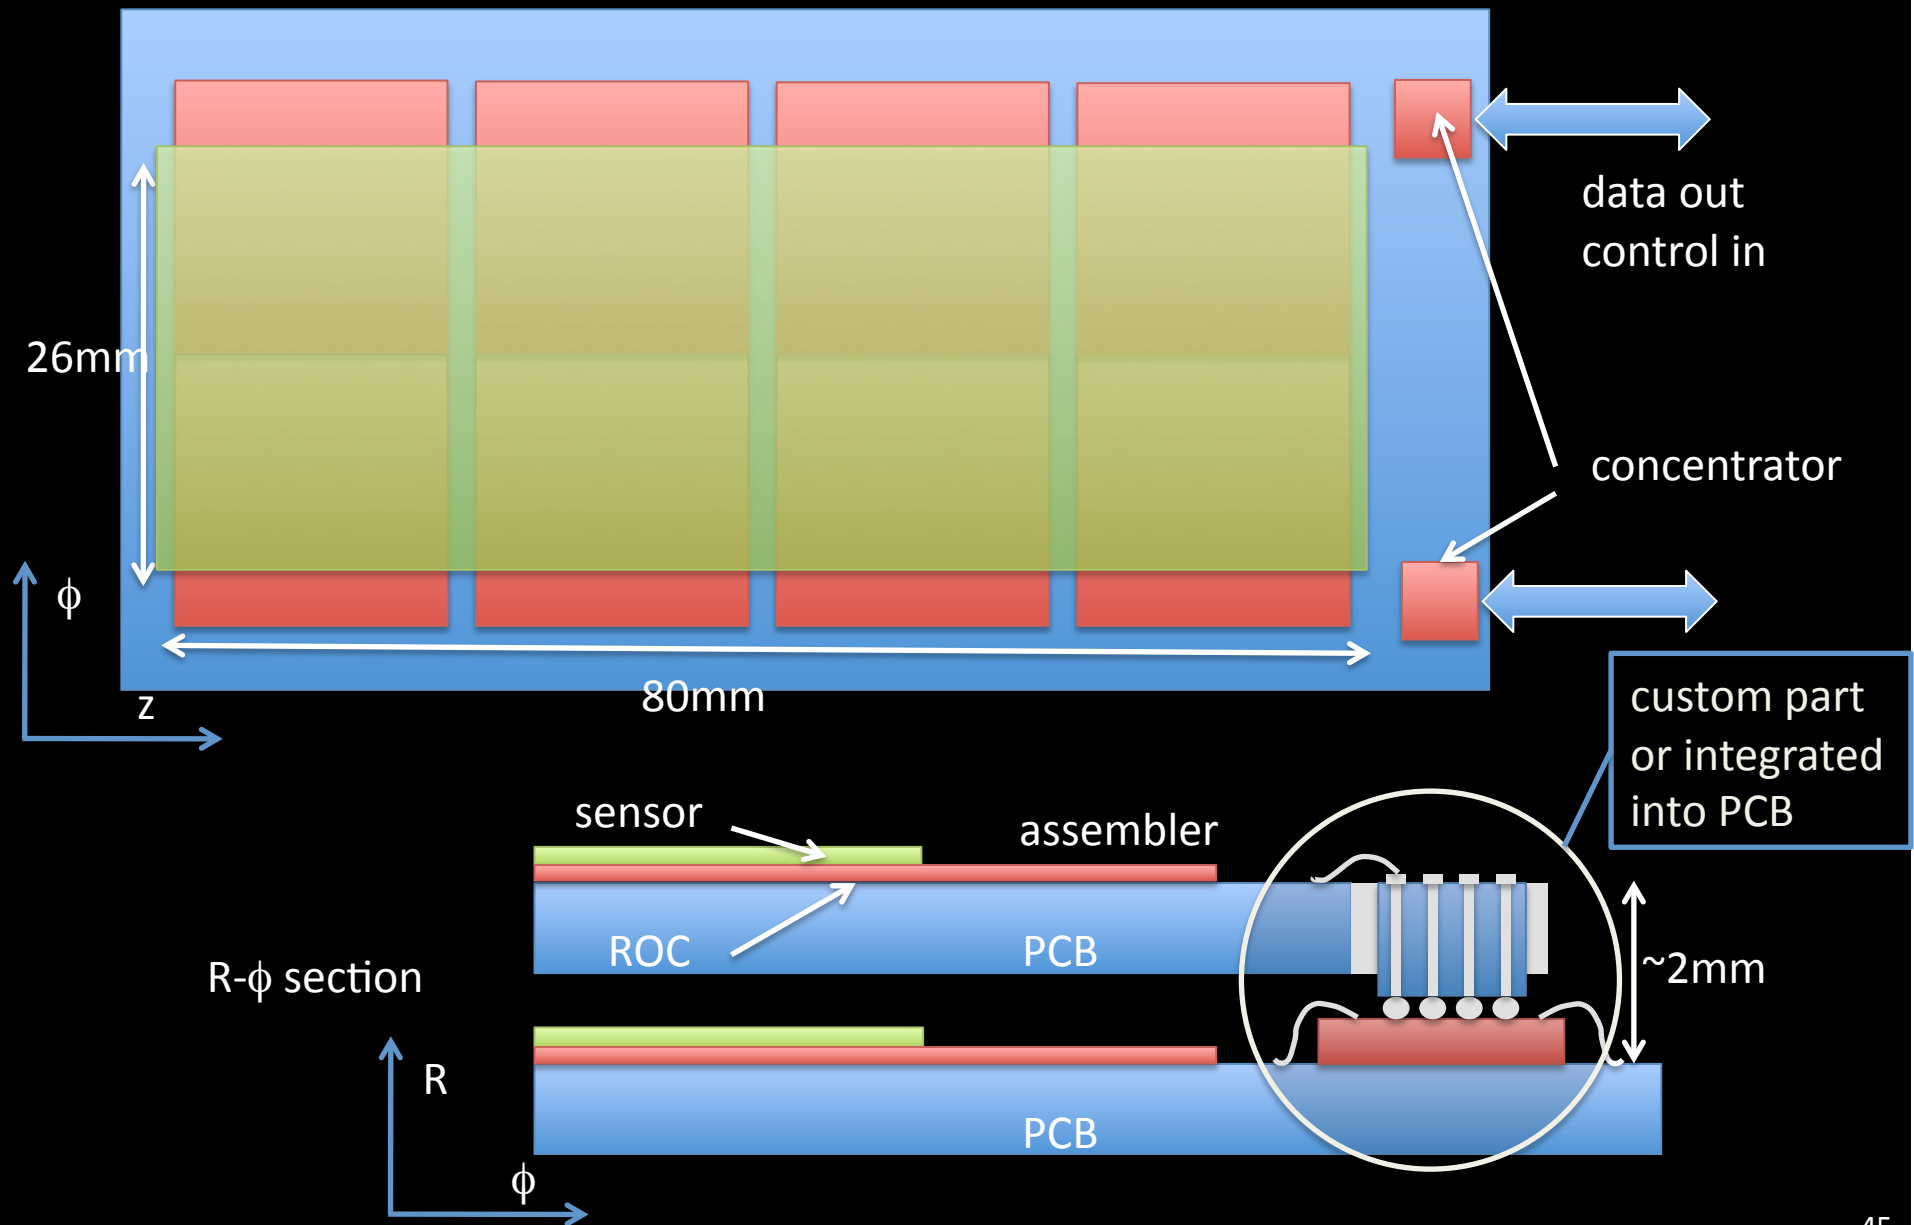 data out
control in
26mm
concentrator
ϕ
z
80mm
custom part
or integrated
into PCB
sensor
assembler
ROC
PCB
~2mm
R-ϕ section
R
PCB
ϕ